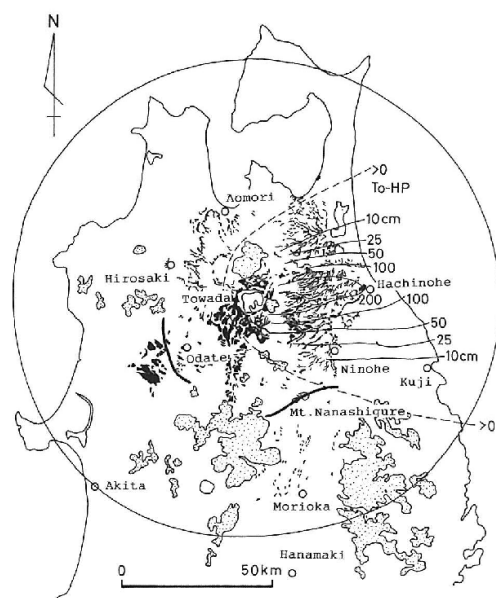 N
>0
To-HP
Aomori
10cm
25
50
100
Hirosaki
Hachinohe
Towada
200
100
50
Odate
25
10cm
Ninohe
Kuji
Mt.Nanashigure
>0
Akita
Morioka
Hanamaki
0
50km